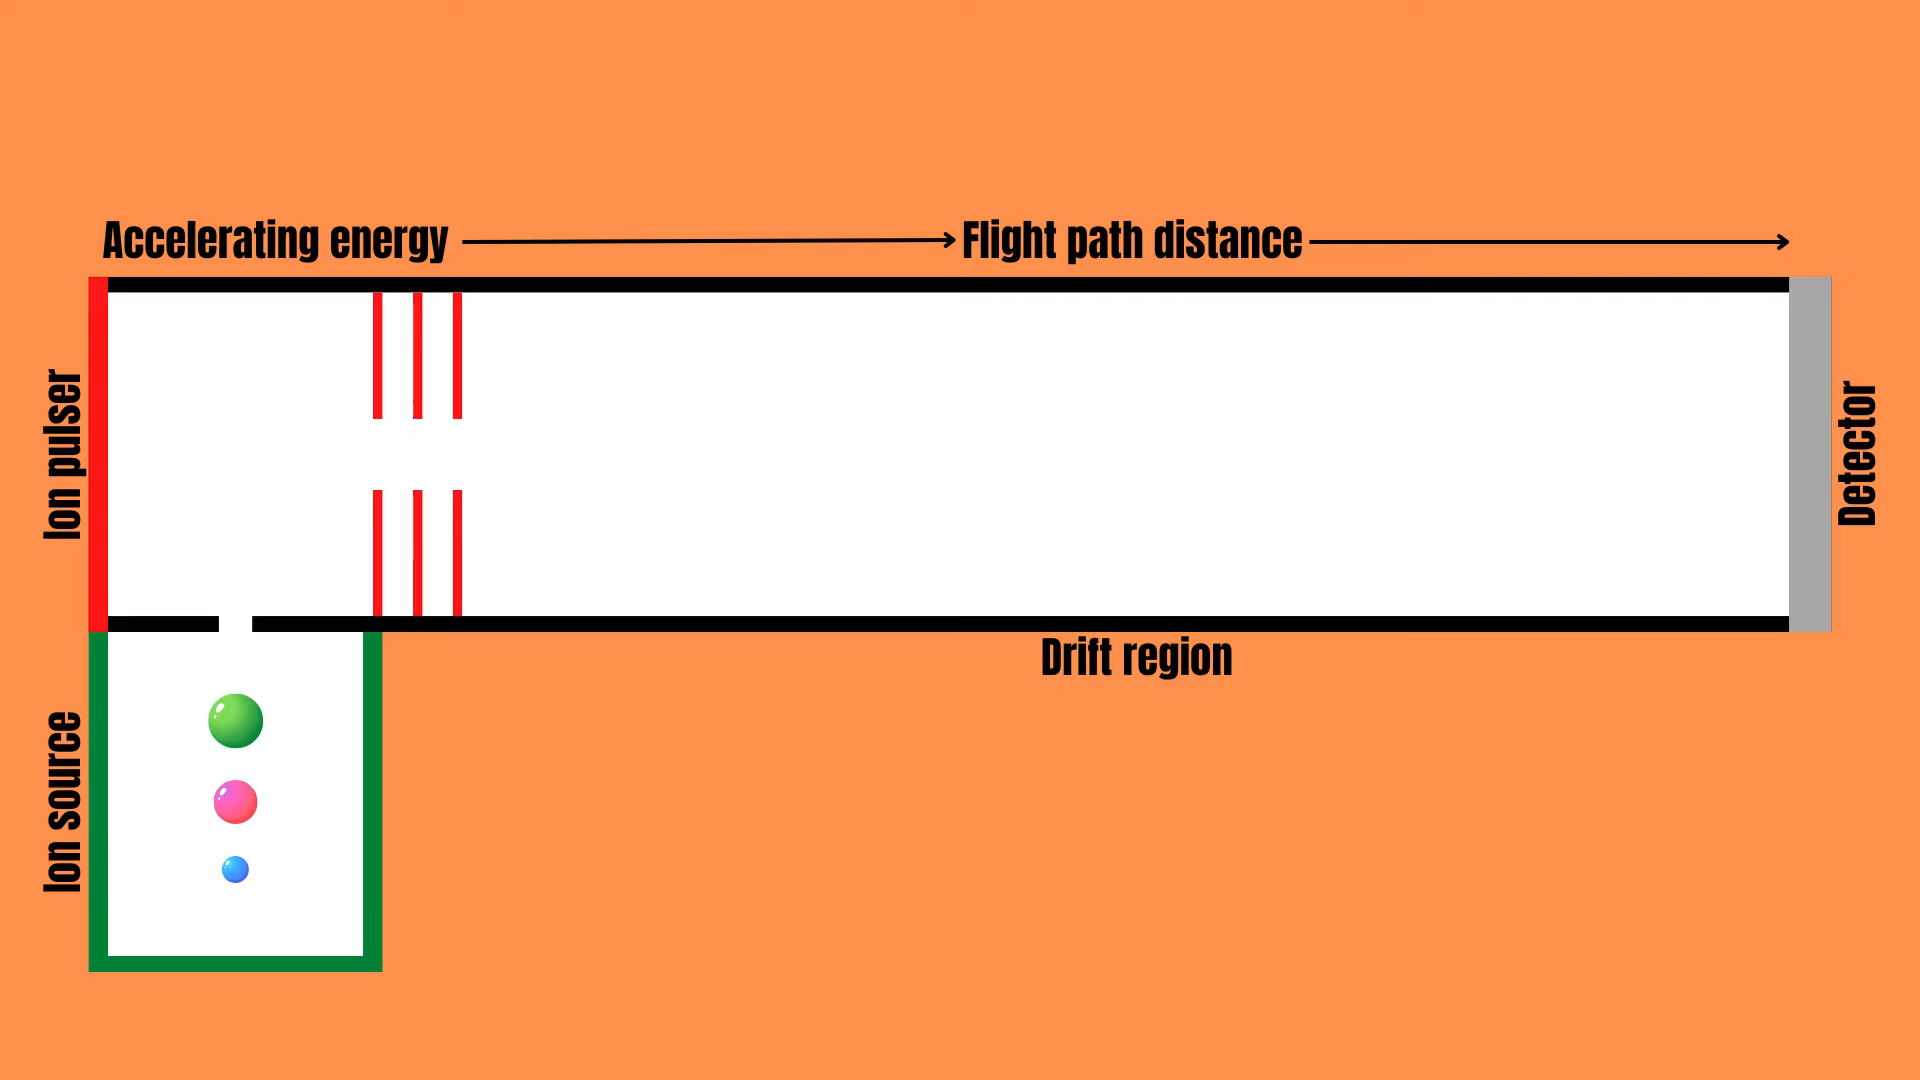 Accelerating energy
Flight path distance
Ion pulser
Detector
Drift region
Ion source